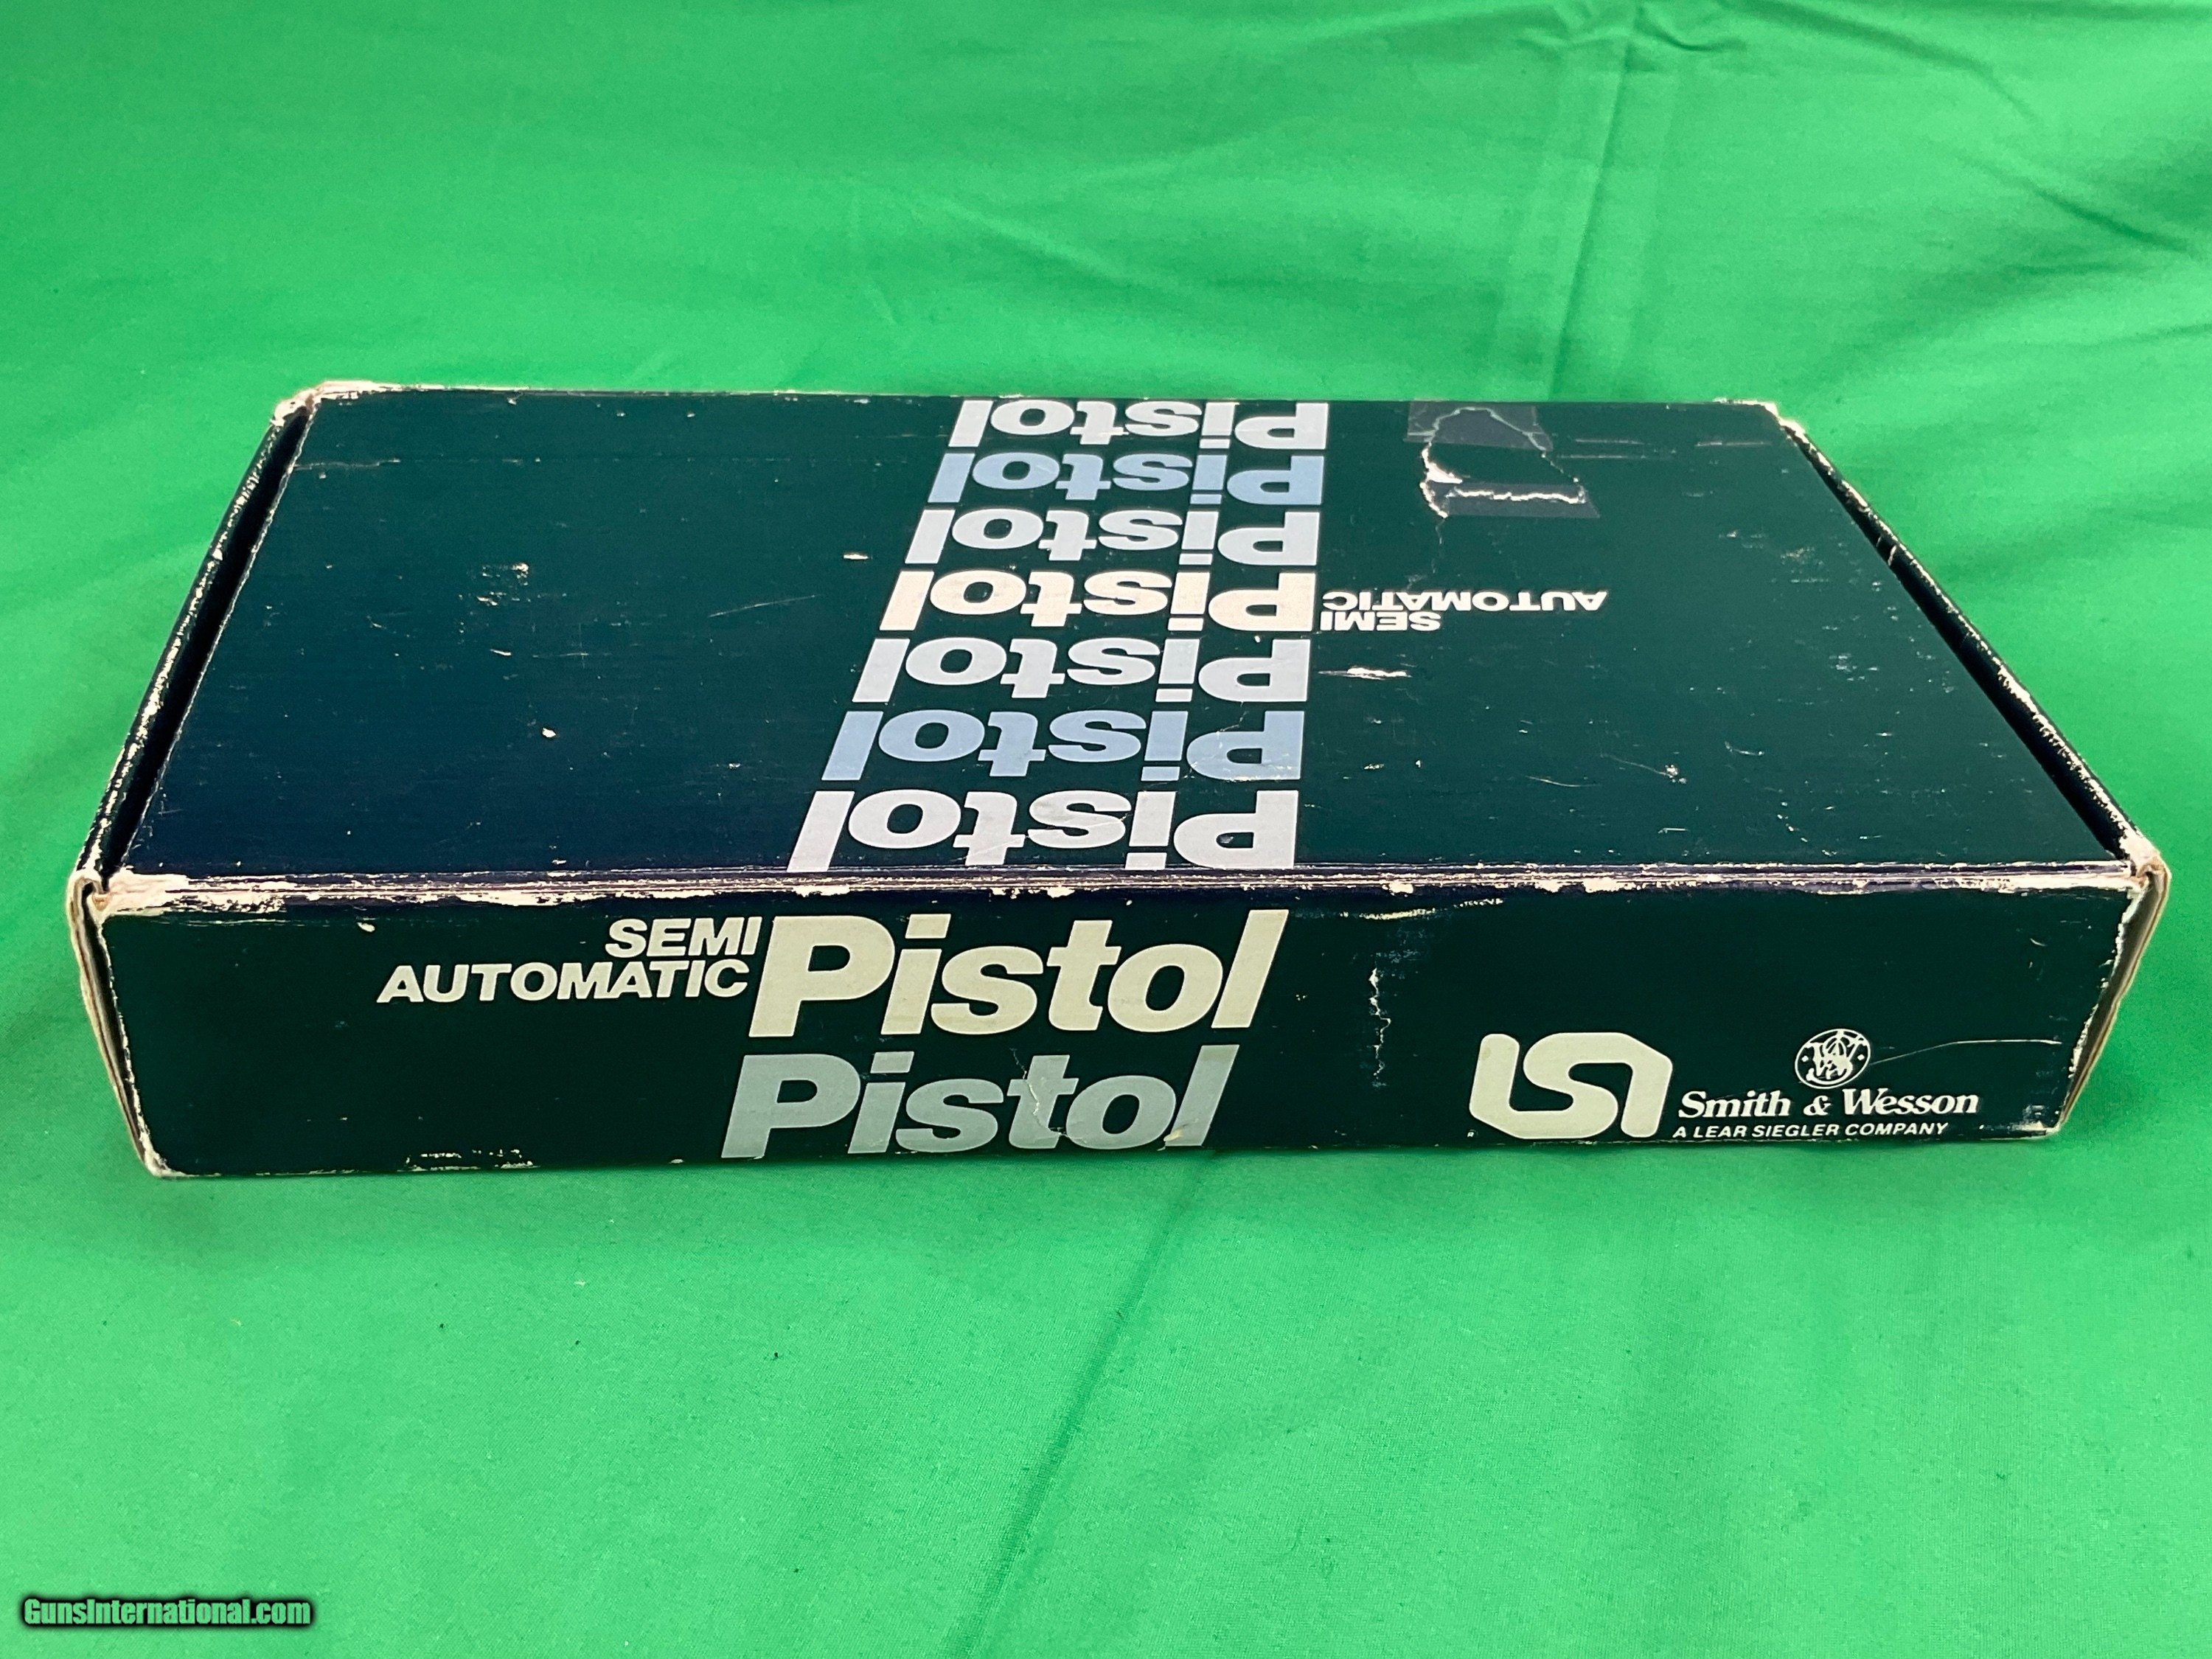 Pistol
Pistol
Pistol
SEMI
AUTOMATIC
Pistol
Pistol
Pistol
Pistol
SEMI
AUTOMATIC
Pistol
Pistol
LS
Smith & Wesson
A LEAR SIEGLER COMPANY
GunsInternational.com